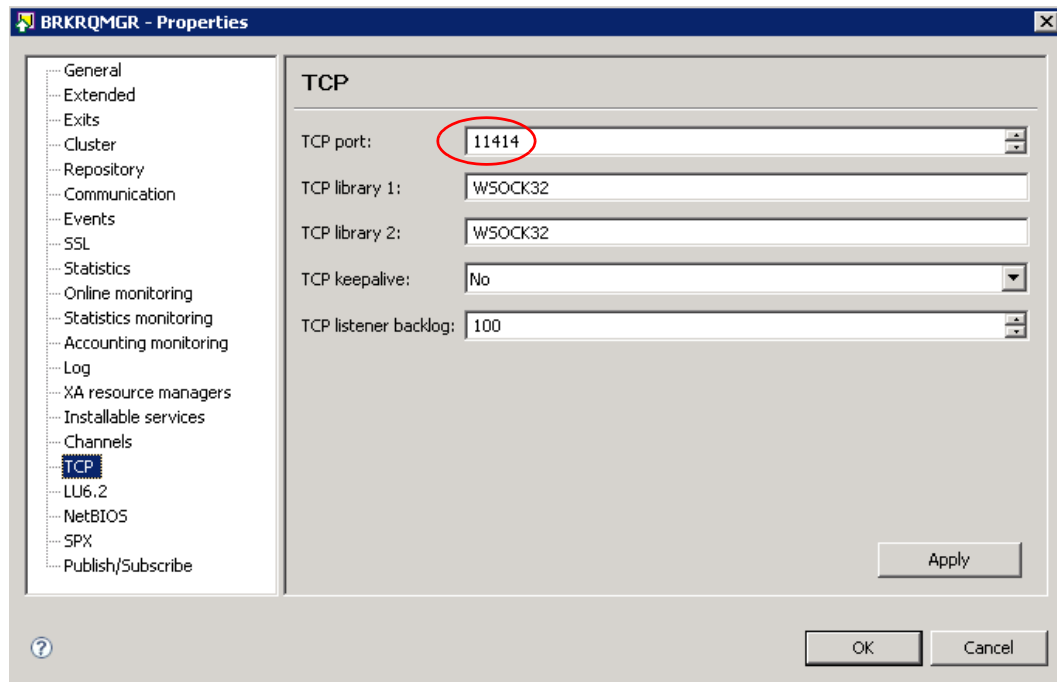 BRKRQMGR - Properties
General
Extended
Exits
Cluster
Repository
Communication
Events
SSL
Statistics
Online monitoring
Statistics monitoring
Accounting monitoring
Log
XA resource managers
Installable services
Channels
TCP
LU6.2
NetBIOS
SPX
Publish/Subscribe
TCP
TCP port: 11414
TCP library 1: WSOCK32
TCP library 2: WSOCK32
TCP keepalive: No
TCP listener backlog: 100
Apply
? OK Cancel